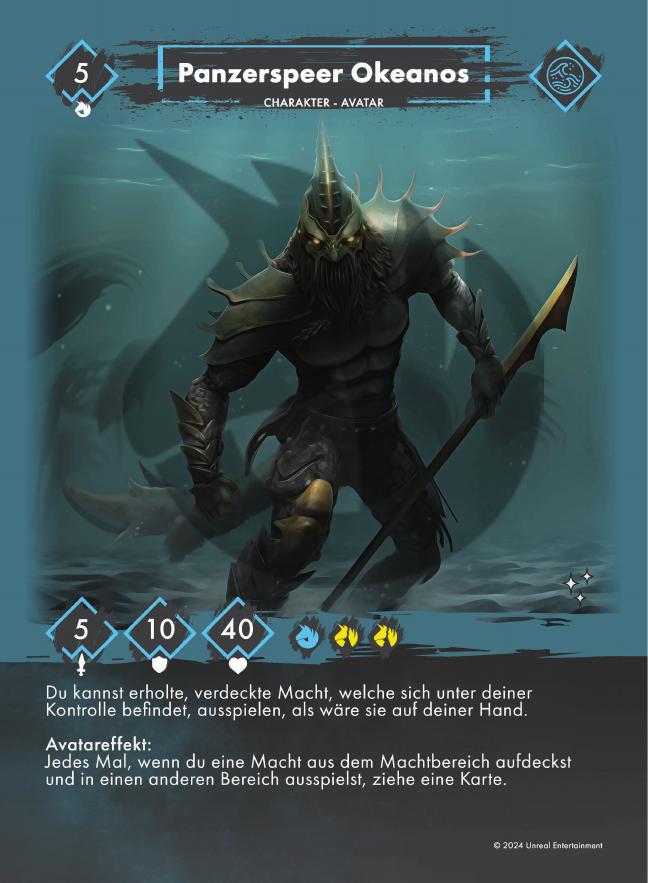 5
Panzerspeer Okeanos
CHARAKTER - AVATAR
5
10
40
Du kannst erholte, verdeckte Macht, welche sich unter deiner
Kontrolle befindet, ausspielen, als wäre sie auf deiner Hand.
Avatareffekt:
Jedes Mal, wenn du eine Macht aus dem Machtbereich aufdeckst
und in einen anderen Bereich ausspielst, ziehe eine Karte.
© 2024 Unreal Entertainment